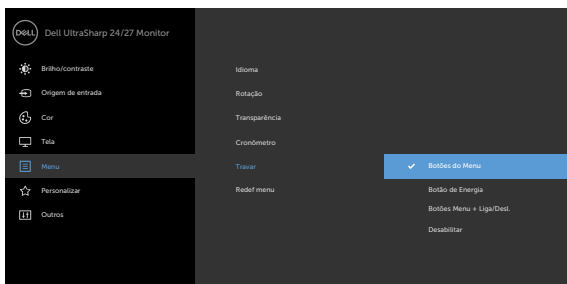 DELL
Dell UltraSharp 24/27 Monitor
Brilho/contraste
Origem de entrada
Cor
Tela
Menu
Personalizar
Outros
Idioma
Rotação
Transparência
Cronômetro
Travar
Redef menu
Botões do Menu
Botão de Energia
Botões Menu + Liga/Desl.
Desabilitar